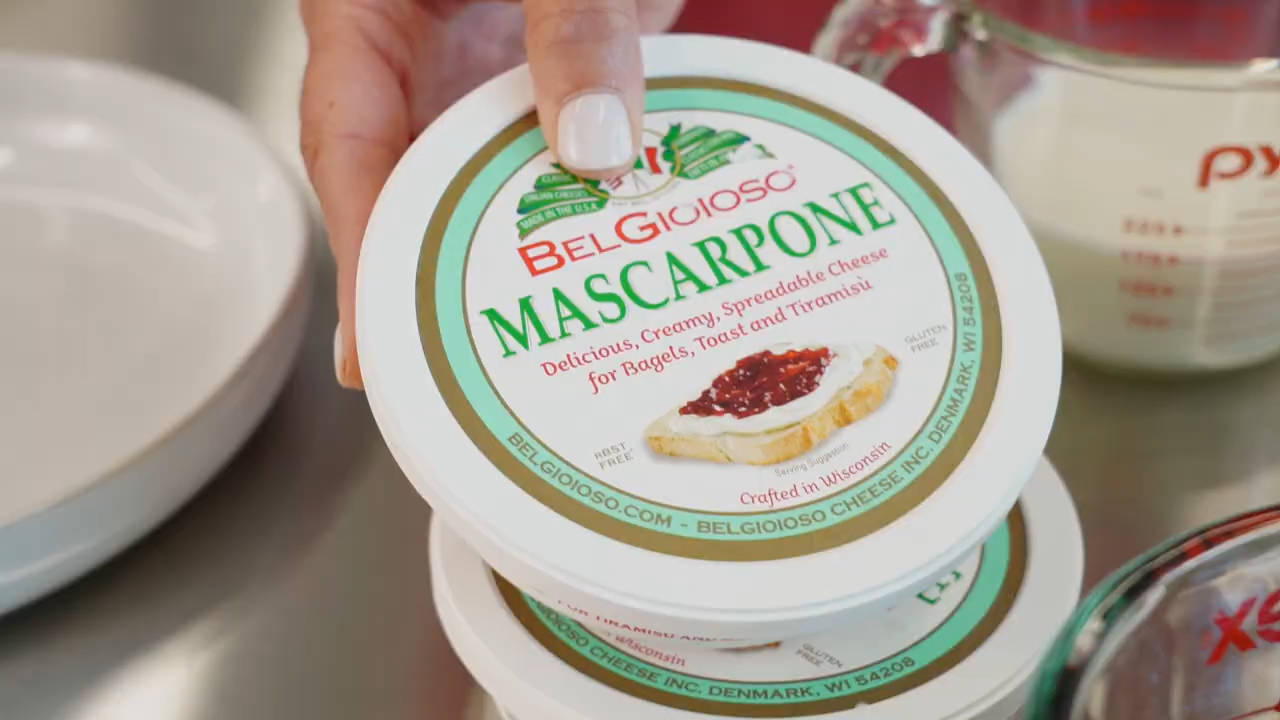 MADE IN THE U.S.A.
BELGIOIOSO
MASCARPONE
Delicious, Creamy, Spreadable Cheese
for Bagels, Toast and Tiramisù
GLUTEN
FREE
RBST
FREE*
Serving Suggestion
Crafted in Wisconsin
BELGIOIOSO.COM - BELGIOIOSO CHEESE INC. DENMARK, WI 54208
FOR TIRAMISU
Wisconsin
GLUTEN
FREE
CHEESE INC. DENMARK, WI 54208
PY